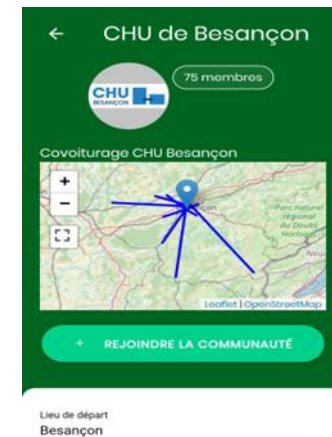 ← CHU de Besançon
75 membres
CHU
BESANÇON
Covoiturage CHU Besançon
+
−
Parc naturel
régional
du Doubs
Horloger
Leaflet | OpenStreetMap
+ REJOINDRE LA COMMUNAUTÉ
Lieu de départ
Besançon